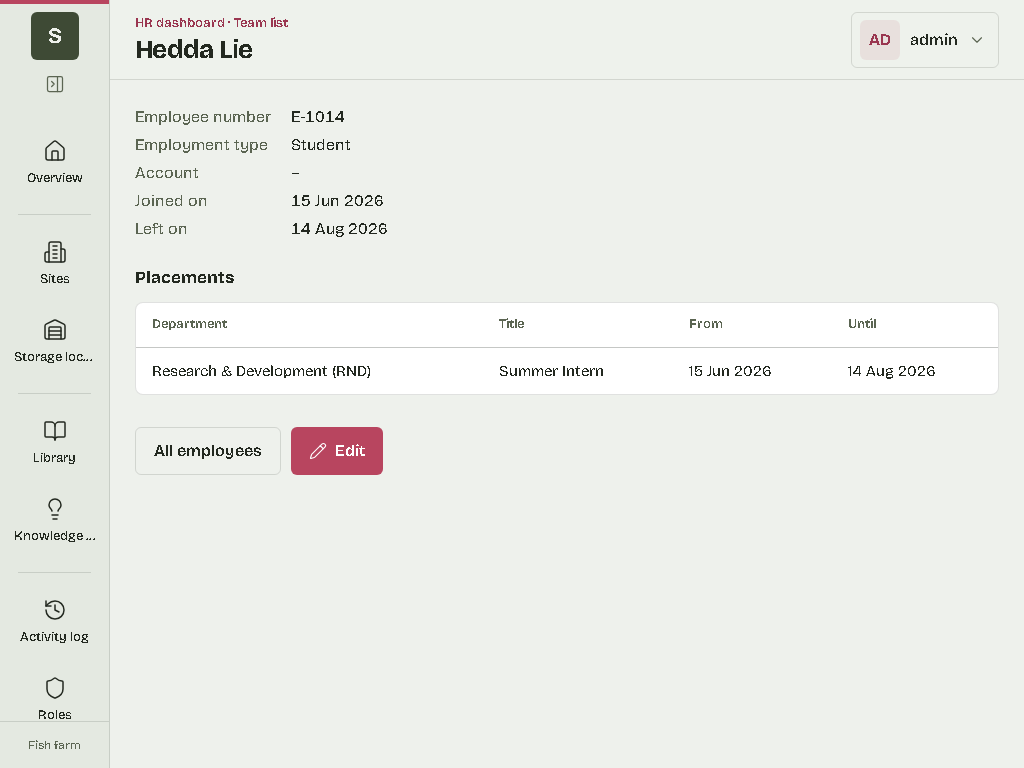 S
HR dashboard · Team list
Hedda Lie
AD admin
Overview
Sites
Storage loc...
Library
Knowledge ...
Activity log
Roles
Fish farm
Employee number E-1014
Employment type Student
Account –
Joined on 15 Jun 2026
Left on 14 Aug 2026
Placements
Department Title From Until
Research & Development (RND) Summer Intern 15 Jun 2026 14 Aug 2026
All employees Edit